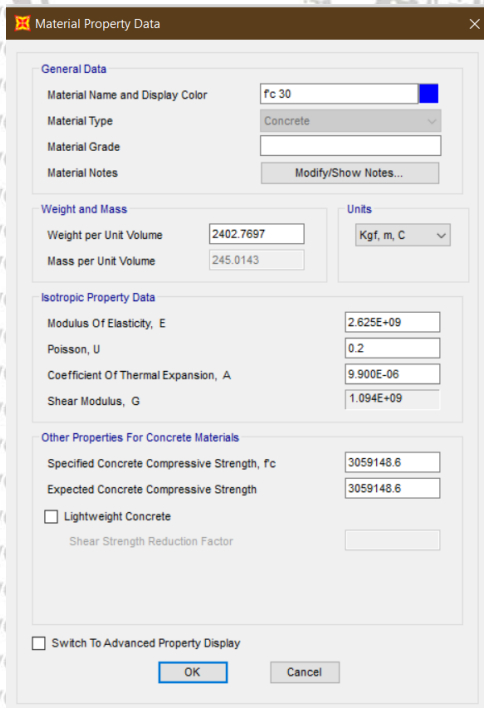 Material Property Data
General Data
Material Name and Display Color f'c 30
Material Type Concrete
Material Grade
Material Notes Modify/Show Notes...
Weight and Mass Units
Weight per Unit Volume 2402.7697 Kgf, m, C
Mass per Unit Volume 245.0143
Isotropic Property Data
Modulus Of Elasticity, E 2.625E+09
Poisson, U 0.2
Coefficient Of Thermal Expansion, A 9.900E-06
Shear Modulus, G 1.094E+09
Other Properties For Concrete Materials
Specified Concrete Compressive Strength, f'c 3059148.6
Expected Concrete Compressive Strength 3059148.6
Lightweight Concrete
Shear Strength Reduction Factor
Switch To Advanced Property Display
OK Cancel